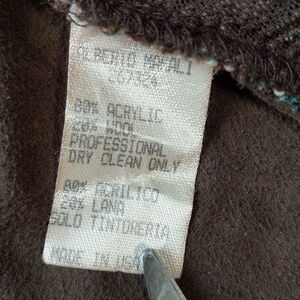 ALBERTO MAKALI
267324
80% ACRYLIC
20% WOOL
PROFESSIONAL
DRY CLEAN ONLY
80% ACRILICO
20% LANA
SOLO TINTORERIA
MADE IN USA